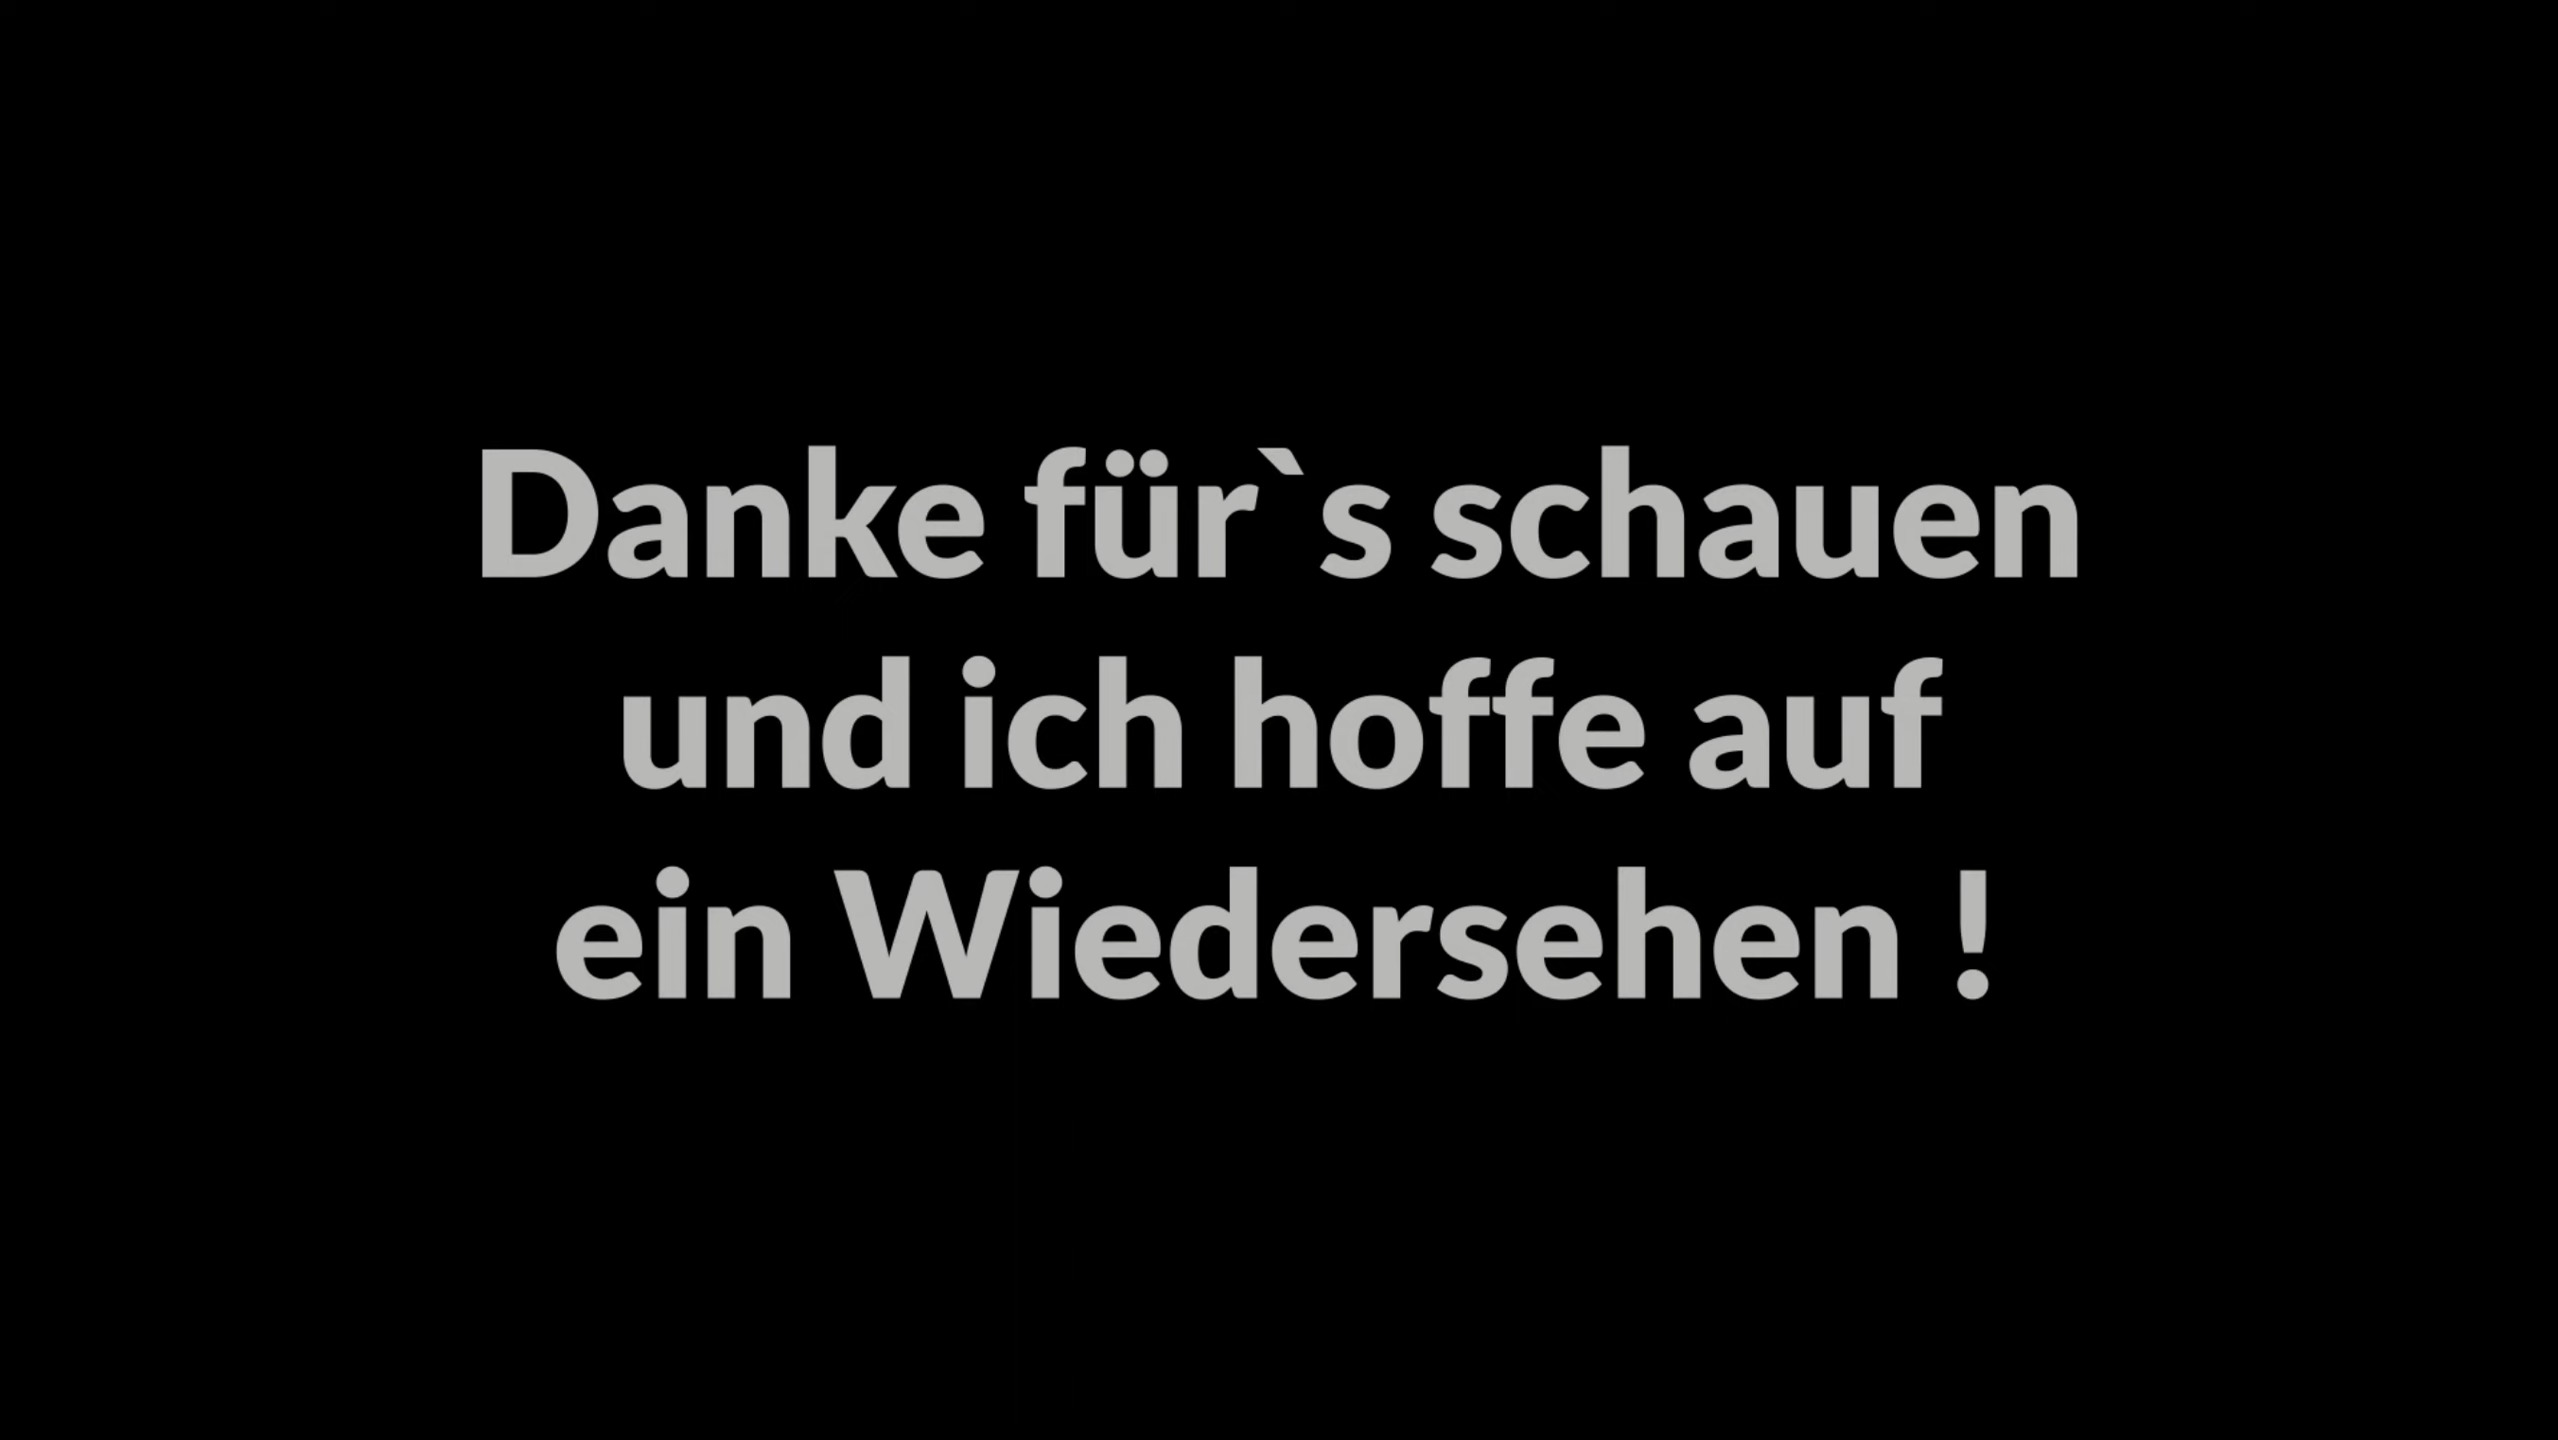 Danke für`s schauen
und ich hoffe auf
ein Wiedersehen !